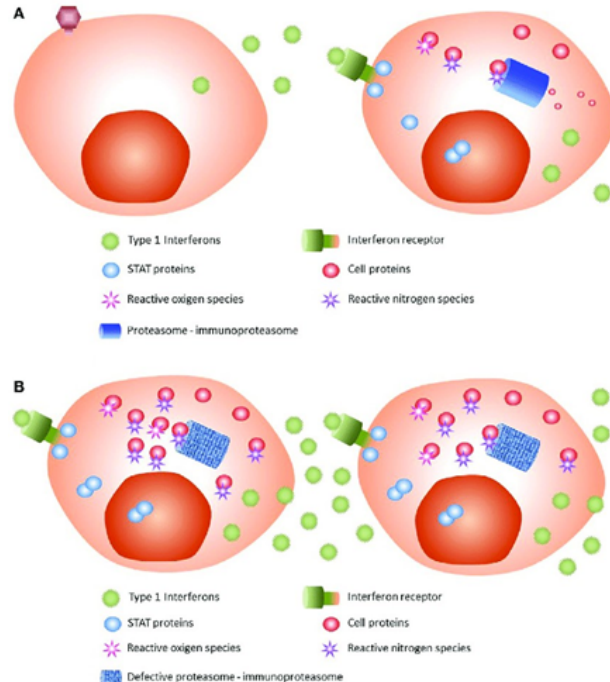 A
Type 1 Interferons
Interferon receptor
STAT proteins
Cell proteins
Reactive oxigen species
Reactive nitrogen species
Proteasome - immunoproteasome
B
Type 1 Interferons
Interferon receptor
STAT proteins
Cell proteins
Reactive oxigen species
Reactive nitrogen species
Defective proteasome - immunoproteasome